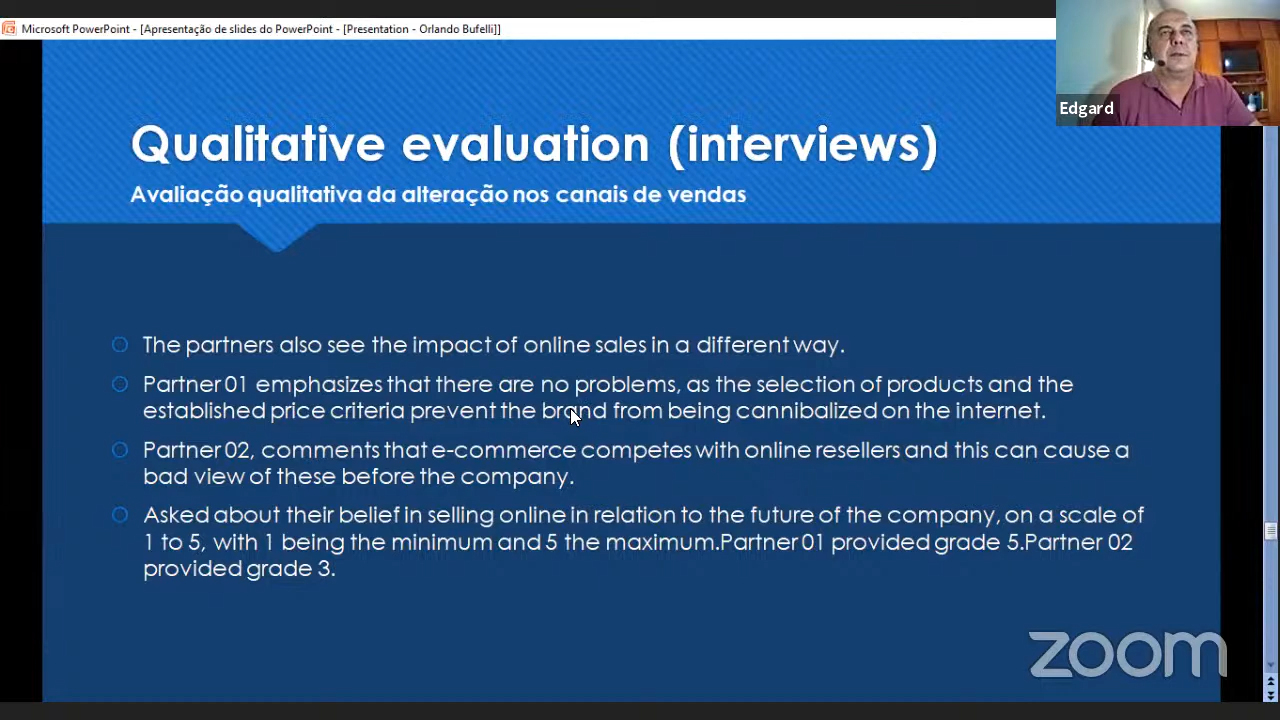 Microsoft PowerPoint - [Apresentação de slides do PowerPoint - [Presentation - Orlando Bufelli]]
Edgard
Qualitative evaluation (interviews)
Avaliação qualitativa da alteração nos canais de vendas
The partners also see the impact of online sales in a different way.
Partner 01 emphasizes that there are no problems, as the selection of products and the
established price criteria prevent the brand from being cannibalized on the internet.
Partner 02, comments that e-commerce competes with online resellers and this can cause a
bad view of these before the company.
Asked about their belief in selling online in relation to the future of the company, on a scale of
1 to 5, with 1 being the minimum and 5 the maximum.Partner 01 provided grade 5.Partner 02
provided grade 3.
zoom